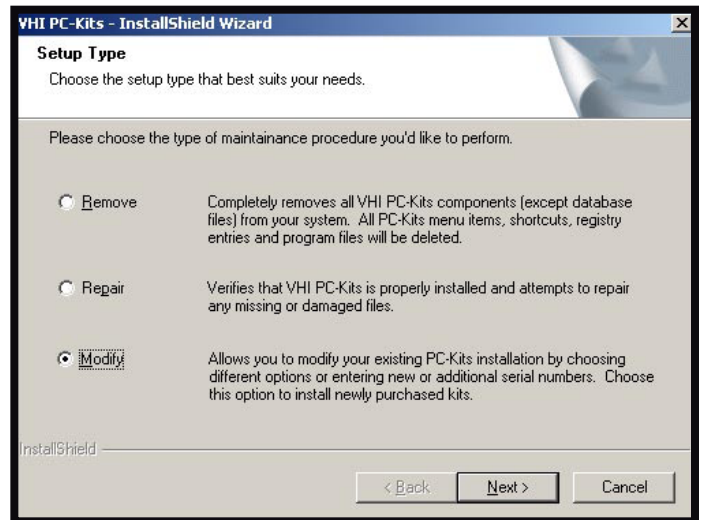 VHI PC-Kits - InstallShield Wizard
Setup Type
Choose the setup type that best suits your needs.
Please choose the type of maintainance procedure you'd like to perform.
Remove
Completely removes all VHI PC-Kits components (except database
files) from your system. All PC-Kits menu items, shortcuts, registry
entries and program files will be deleted.
Repair
Verifies that VHI PC-Kits is properly installed and attempts to repair
any missing or damaged files.
Modify
Allows you to modify your existing PC-Kits installation by choosing
different options or entering new or additional serial numbers. Choose
this option to install newly purchased kits.
InstallShield
< Back
Next >
Cancel